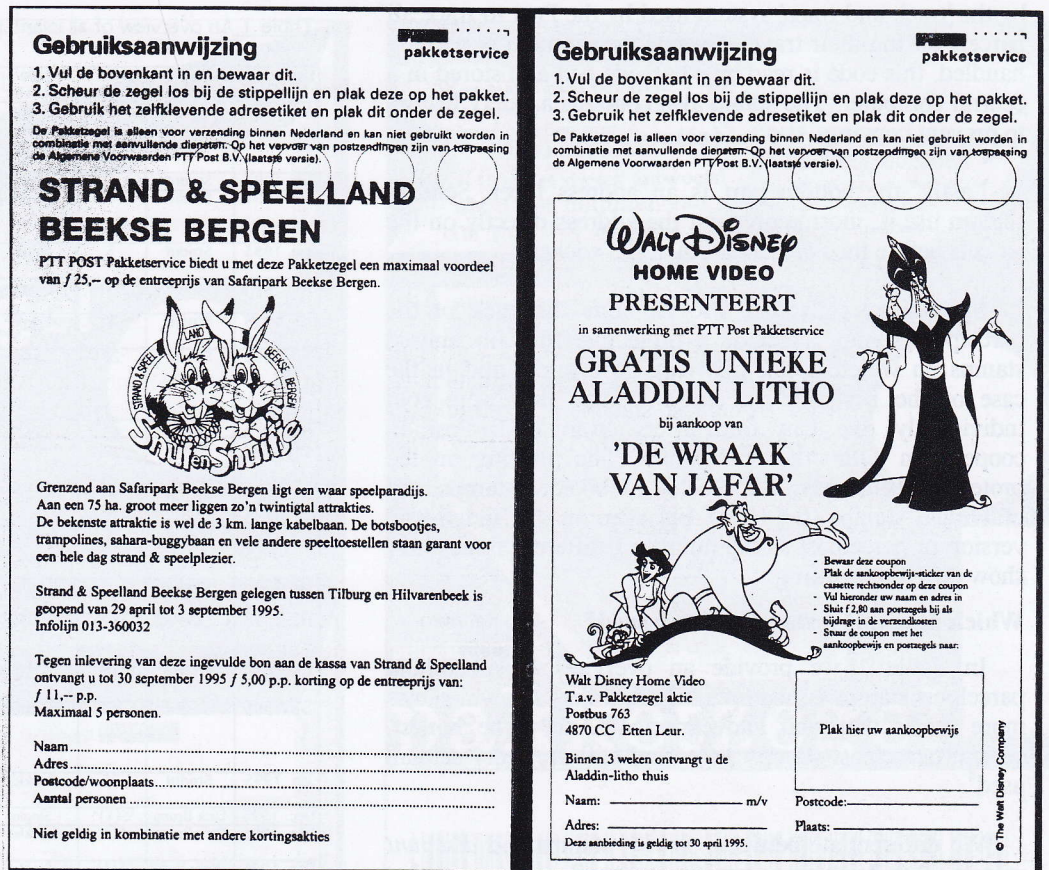 Gebruiksaanwijzing
pakketservice
1. Vul de bovenkant in en bewaar dit.
2. Scheur de zegel los bij de stippellijn en plak deze op het pakket.
3. Gebruik het zelfklevende adresetiket en plak dit onder de zegel.
De Pakketzegel is alleen voor verzending binnen Nederland en kan niet gebruikt worden in
combinatie met aanvullende diensten. Op het vervoer van postzendingen zijn van toepassing
de Algemene Voorwaarden PTT Post B.V. (laatste versie).
STRAND & SPEELLAND
BEEKSE BERGEN
PTT POST Pakketservice biedt u met deze Pakketzegel een maximaal voordeel
van ƒ 25,-- op de entreeprijs van Safaripark Beekse Bergen.
STRAND & SPEELLAND BEEKSE BERGEN
Snuf en Snuitje
Grenzend aan Safaripark Beekse Bergen ligt een waar speelparadijs.
Aan een 75 ha. groot meer liggen zo'n twintigtal attrakties.
De bekenste attraktie is wel de 3 km. lange kabelbaan. De botsbootjes,
trampolines, sahara-buggybaan en vele andere speeltoestellen staan garant voor
een hele dag strand & speelplezier.
Strand & Speelland Beekse Bergen gelegen tussen Tilburg en Hilvarenbeek is
geopend van 29 april tot 3 september 1995.
Infolijn 013-360032
Tegen inlevering van deze ingevulde bon aan de kassa van Strand & Speelland
ontvangt u tot 30 september 1995 ƒ 5,00 p.p. korting op de entreeprijs van:
ƒ 11,-- p.p.
Maximaal 5 personen.
Naam
Adres
Postcode/woonplaats
Aantal personen
Niet geldig in kombinatie met andere kortingsakties
Gebruiksaanwijzing
pakketservice
1. Vul de bovenkant in en bewaar dit.
2. Scheur de zegel los bij de stippellijn en plak deze op het pakket.
3. Gebruik het zelfklevende adresetiket en plak dit onder de zegel.
De Pakketzegel is alleen voor verzending binnen Nederland en kan niet gebruikt worden in
combinatie met aanvullende diensten. Op het vervoer van postzendingen zijn van toepassing
de Algemene Voorwaarden PTT Post B.V. (laatste versie).
WALT DISNEY
HOME VIDEO
PRESENTEERT
in samenwerking met PTT Post Pakketservice
GRATIS UNIEKE
ALADDIN LITHO
bij aankoop van
'DE WRAAK
VAN JAFAR'
- Bewaar deze coupon
- Plak de aankoopbewijs-sticker van de
cassette rechtsonder op deze coupon
- Vul hieronder uw naam en adres in
- Sluit f 2,80 aan postzegels bij als
bijdrage in de verzendkosten
- Stuur de coupon met het
aankoopbewijs en postzegels naar:
Walt Disney Home Video
T.a.v. Pakketzegel aktie
Postbus 763
4870 CC Etten Leur.
Plak hier uw aankoopbewijs
Binnen 3 weken ontvangt u de
Aladdin-litho thuis
Naam: m/v Postcode:
Adres: Plaats:
Deze aanbieding is geldig tot 30 april 1995.
© The Walt Disney Company